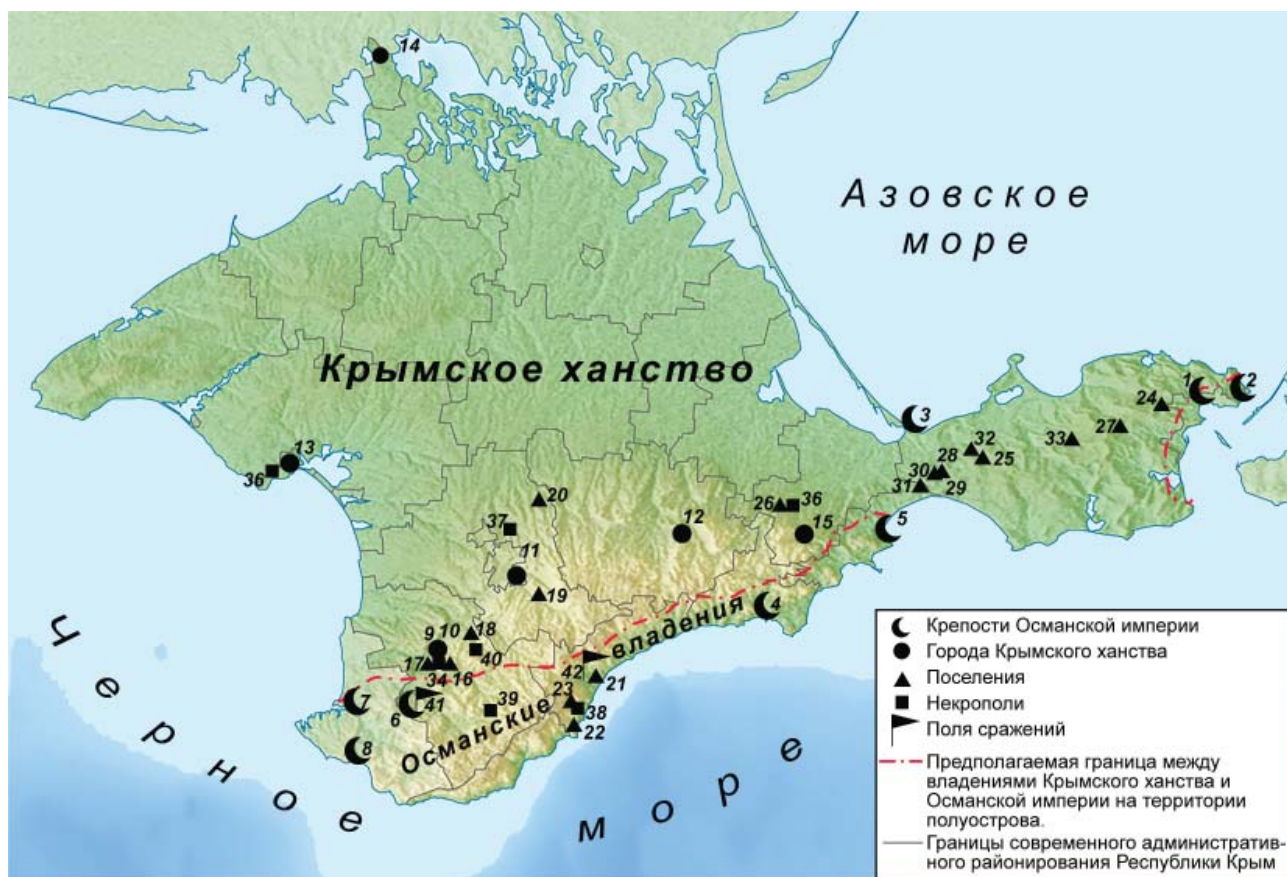 14
Азовское
море
Крымское ханство
1
2
3
24
27
33
32
28
25
30
29
31
13
36
20
26
36
12
15
5
37
11
19
4
9
10
18
17
40
34
16
42
21
7
6
41
39
23
38
22
8
Османские владения
Черное море
Крепости Османской империи
Города Крымского ханства
Поселения
Некрополи
Поля сражений
Предполагаемая граница между
владениями Крымского ханства и
Османской империи на территории
полуострова.
Границы современного административ-
ного районирования Республики Крым